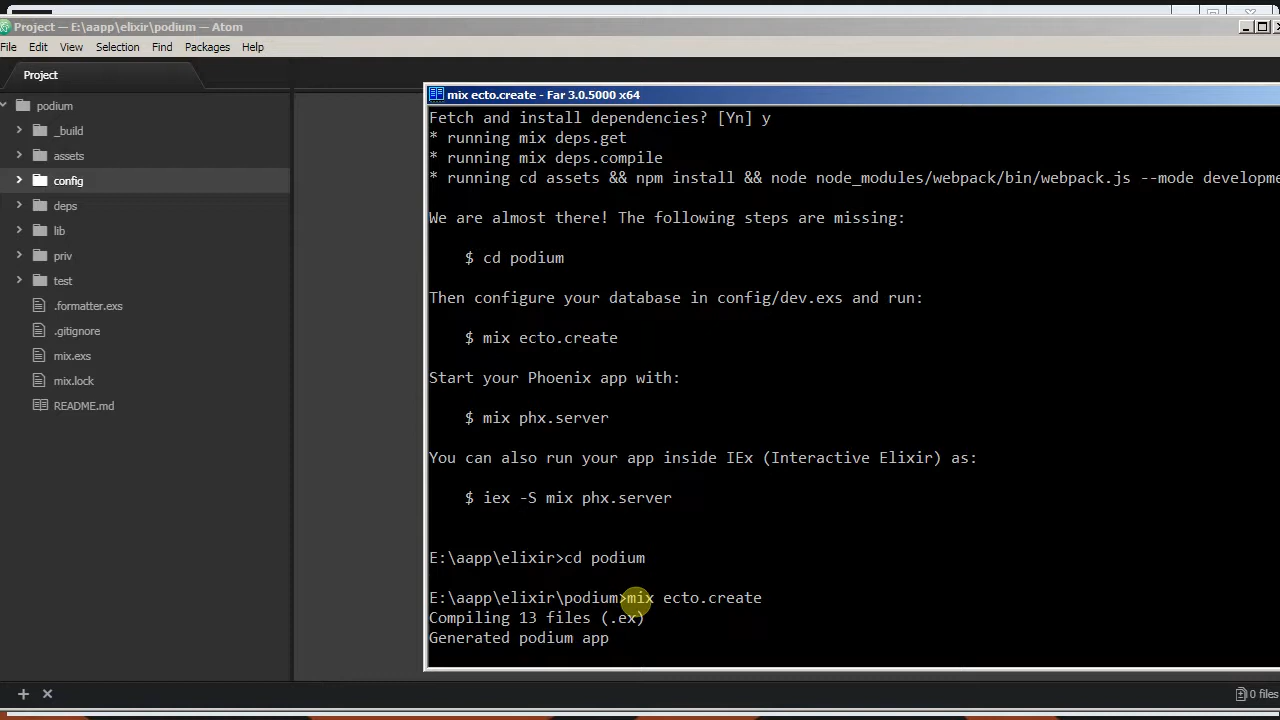 Project — E:\aapp\elixir\podium — Atom
File Edit View Selection Find Packages Help
Project
podium
_build
assets
config
deps
lib
priv
test
.formatter.exs
.gitignore
mix.exs
mix.lock
README.md
mix ecto.create - Far 3.0.5000 x64
Fetch and install dependencies? [Yn] y
* running mix deps.get
* running mix deps.compile
* running cd assets && npm install && node node_modules/webpack/bin/webpack.js --mode developme
We are almost there! The following steps are missing:
$ cd podium
Then configure your database in config/dev.exs and run:
$ mix ecto.create
Start your Phoenix app with:
$ mix phx.server
You can also run your app inside IEx (Interactive Elixir) as:
$ iex -S mix phx.server
E:\aapp\elixir>cd podium
E:\aapp\elixir\podium>mix ecto.create
Compiling 13 files (.ex)
Generated podium app
0 files